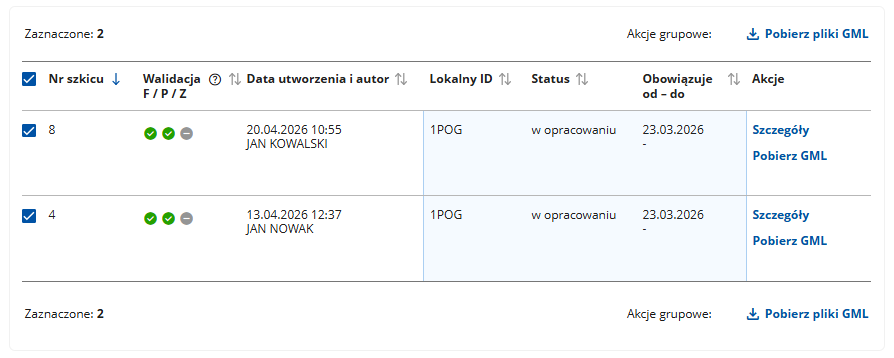 Zaznaczone: 2 Akcje grupowe: Pobierz pliki GML
Nr szkicu Walidacja ? Data utworzenia i autor Lokalny ID Status Obowiązuje Akcje
F / P / Z od – do
8 20.04.2026 10:55 1POG w opracowaniu 23.03.2026 Szczegóły
JAN KOWALSKI -
Pobierz GML
4 13.04.2026 12:37 1POG w opracowaniu 23.03.2026 Szczegóły
JAN NOWAK -
Pobierz GML
Zaznaczone: 2 Akcje grupowe: Pobierz pliki GML